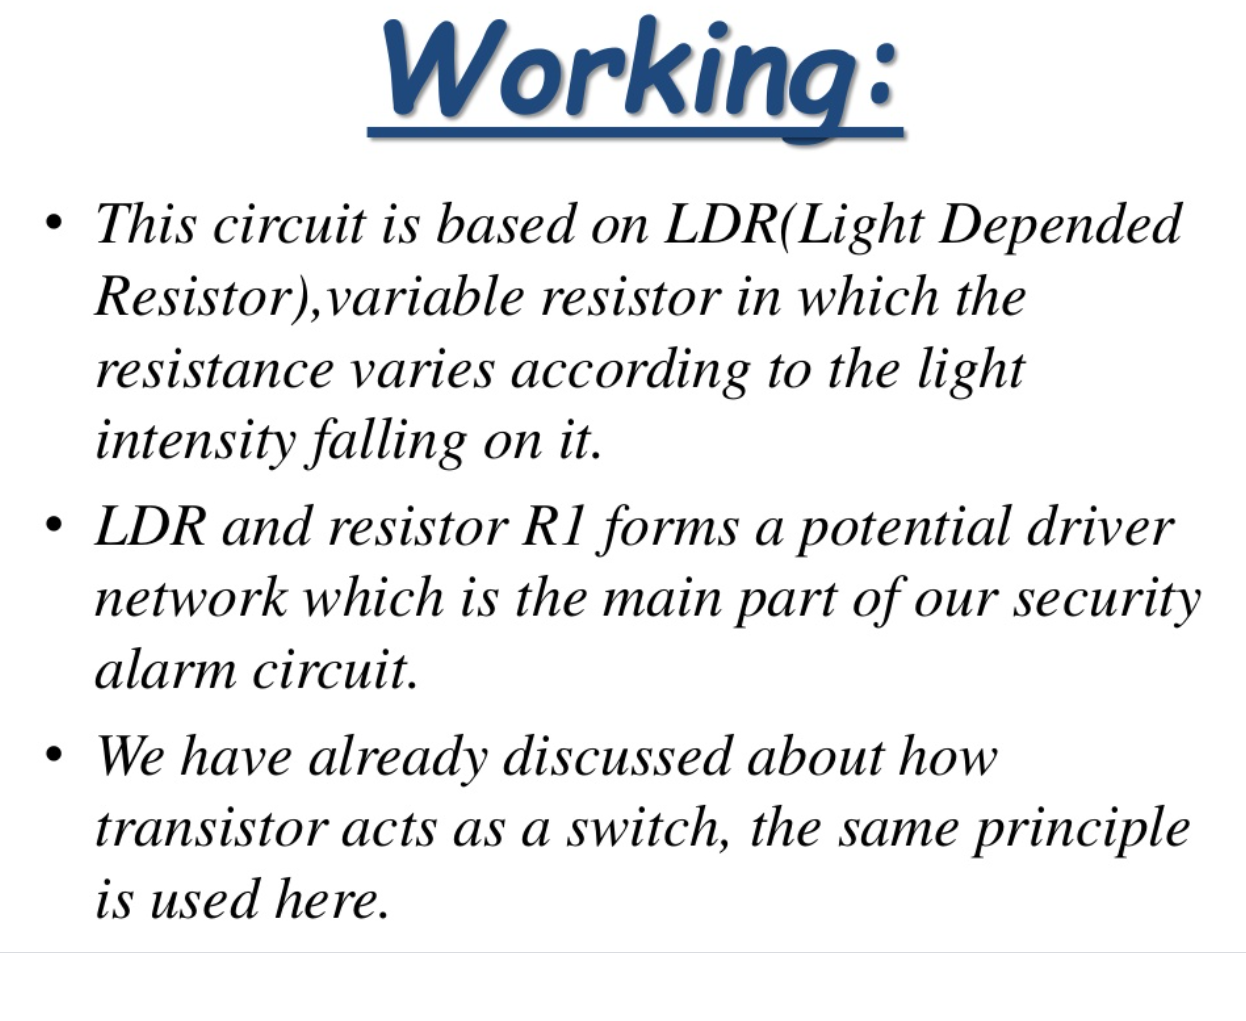 Working:
• This circuit is based on LDR(Light Depended
Resistor),variable resistor in which the
resistance varies according to the light
intensity falling on it.
• LDR and resistor R1 forms a potential driver
network which is the main part of our security
alarm circuit.
• We have already discussed about how
transistor acts as a switch, the same principle
is used here.